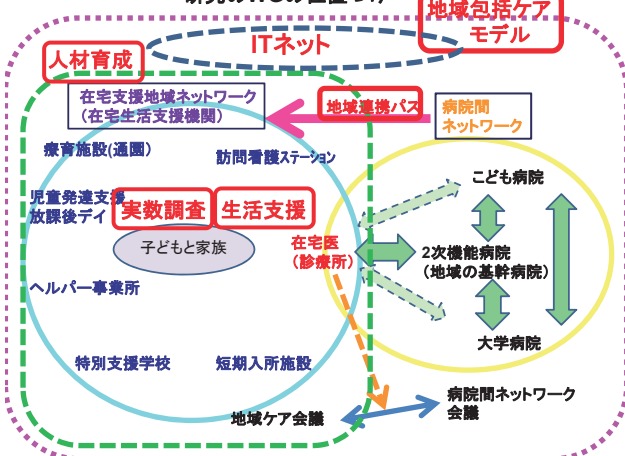 地域包括ケア
モデル
ITネット
人材育成
在宅支援地域ネットワーク
(在宅生活支援機関)
地域連携パス
病院間
ネットワーク
療育施設(通園)
訪問看護ステーション
こども病院
児童発達支援
放課後デイ
実数調査
生活支援
子どもと家族
在宅医
(診療所)
2次機能病院
(地域の基幹病院)
ヘルパー事業所
大学病院
特別支援学校
短期入所施設
病院間ネットワーク
会議
地域ケア会議